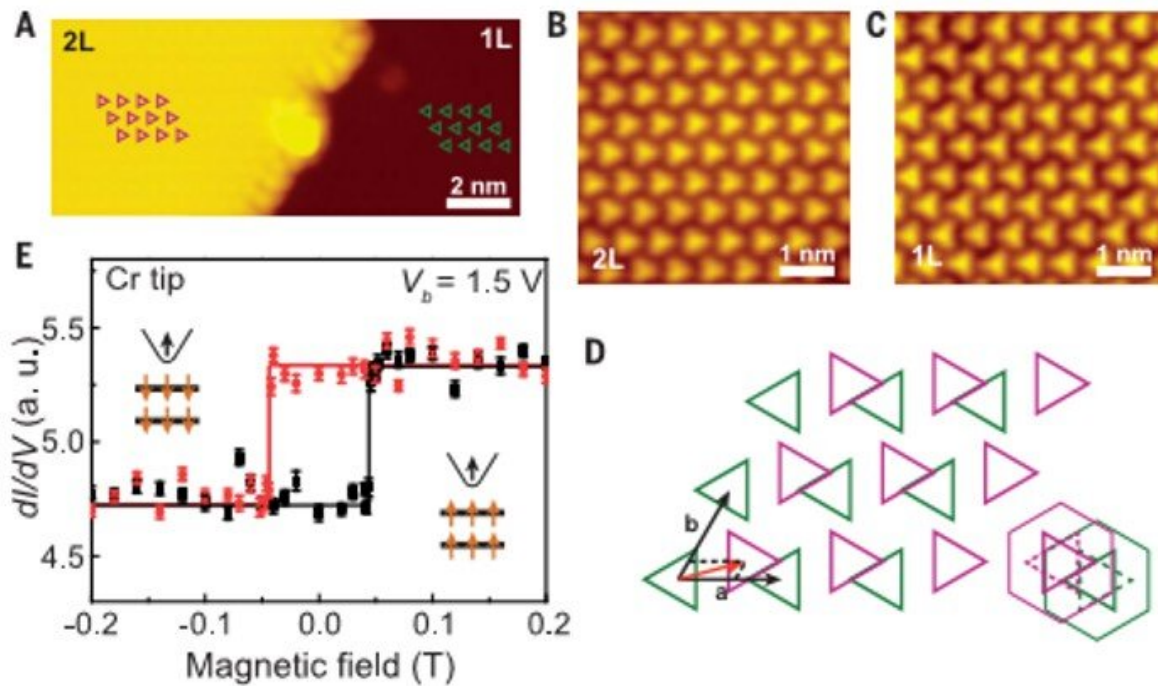 A
2L
1L
2 nm
B
2L
1 nm
C
1L
1 nm
E
Cr tip
V_b = 1.5 V
dI/dV (a. u.)
5.5
5.0
4.5
-0.2
-0.1
0.0
0.1
0.2
Magnetic field (T)
D
b
a